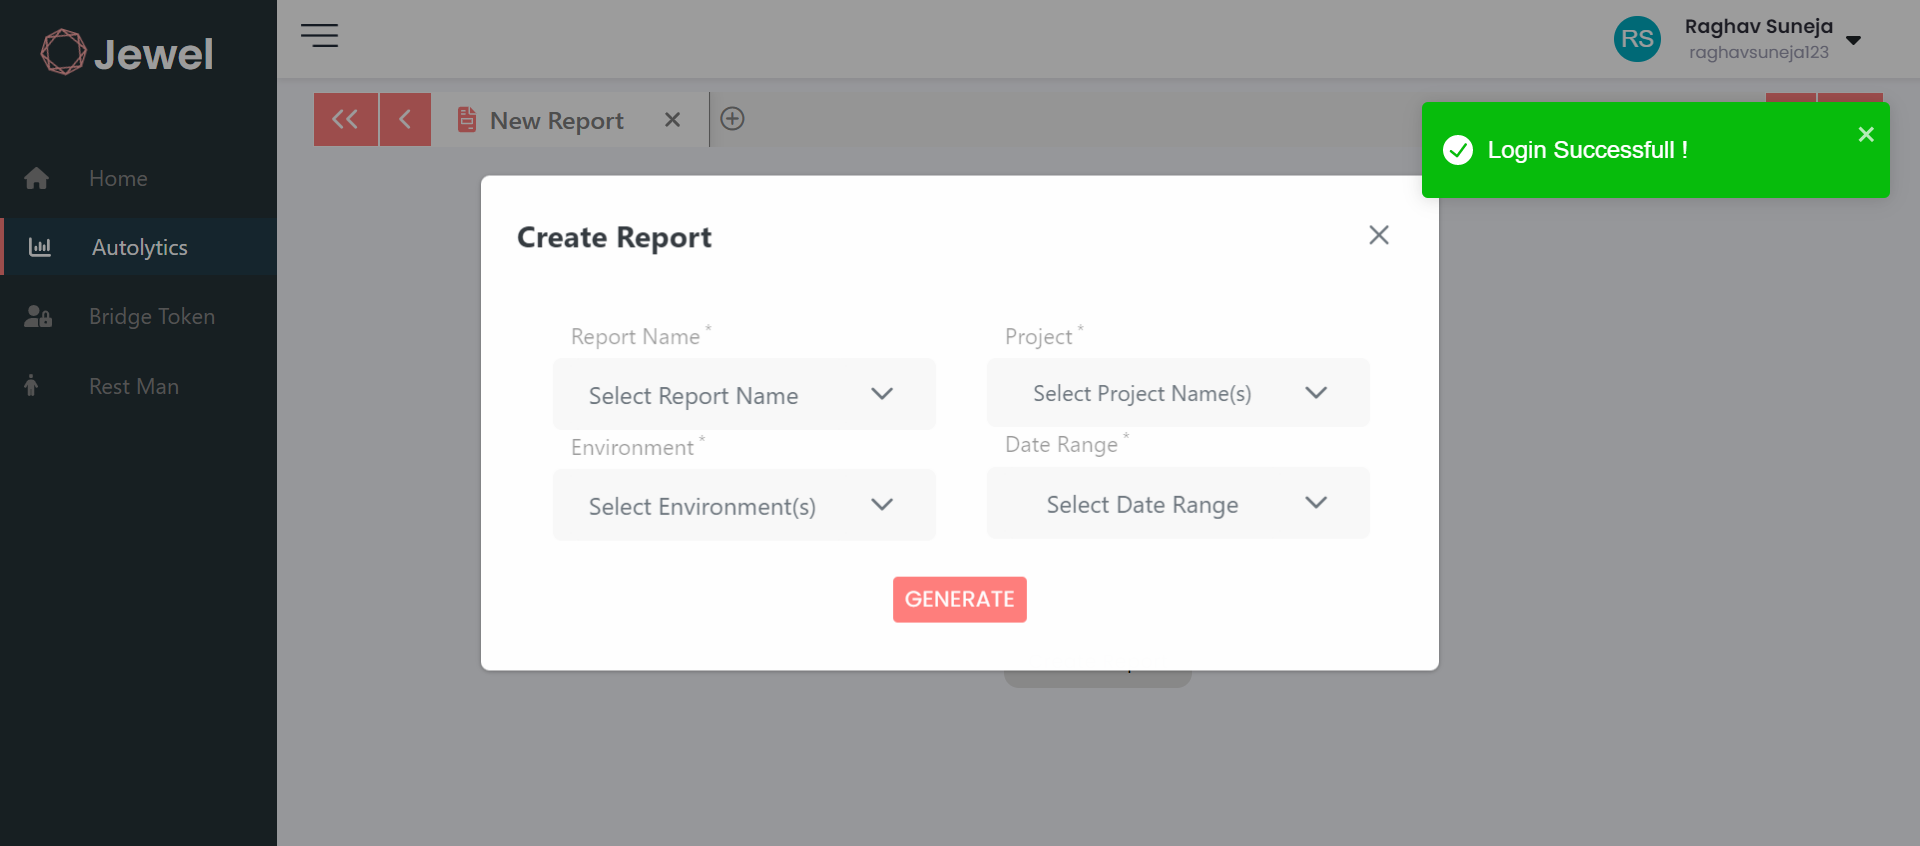 Jewel
Raghav Suneja
RS
raghavsuneja123
New Report
Login Successfull !
Home
Autolytics
Bridge Token
Rest Man
Create Report
Report Name *
Project *
Select Report Name
Select Project Name(s)
Environment *
Date Range *
Select Environment(s)
Select Date Range
GENERATE